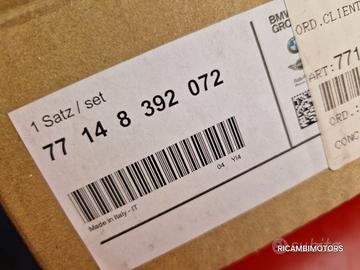 1 Satz / set
77 14 8 392 072
04 Y14
Made in Italy - IT
BMW
GRO
ORD.CLIENT
ART:771
ORD.
CONC
RICAMBIMOTORS